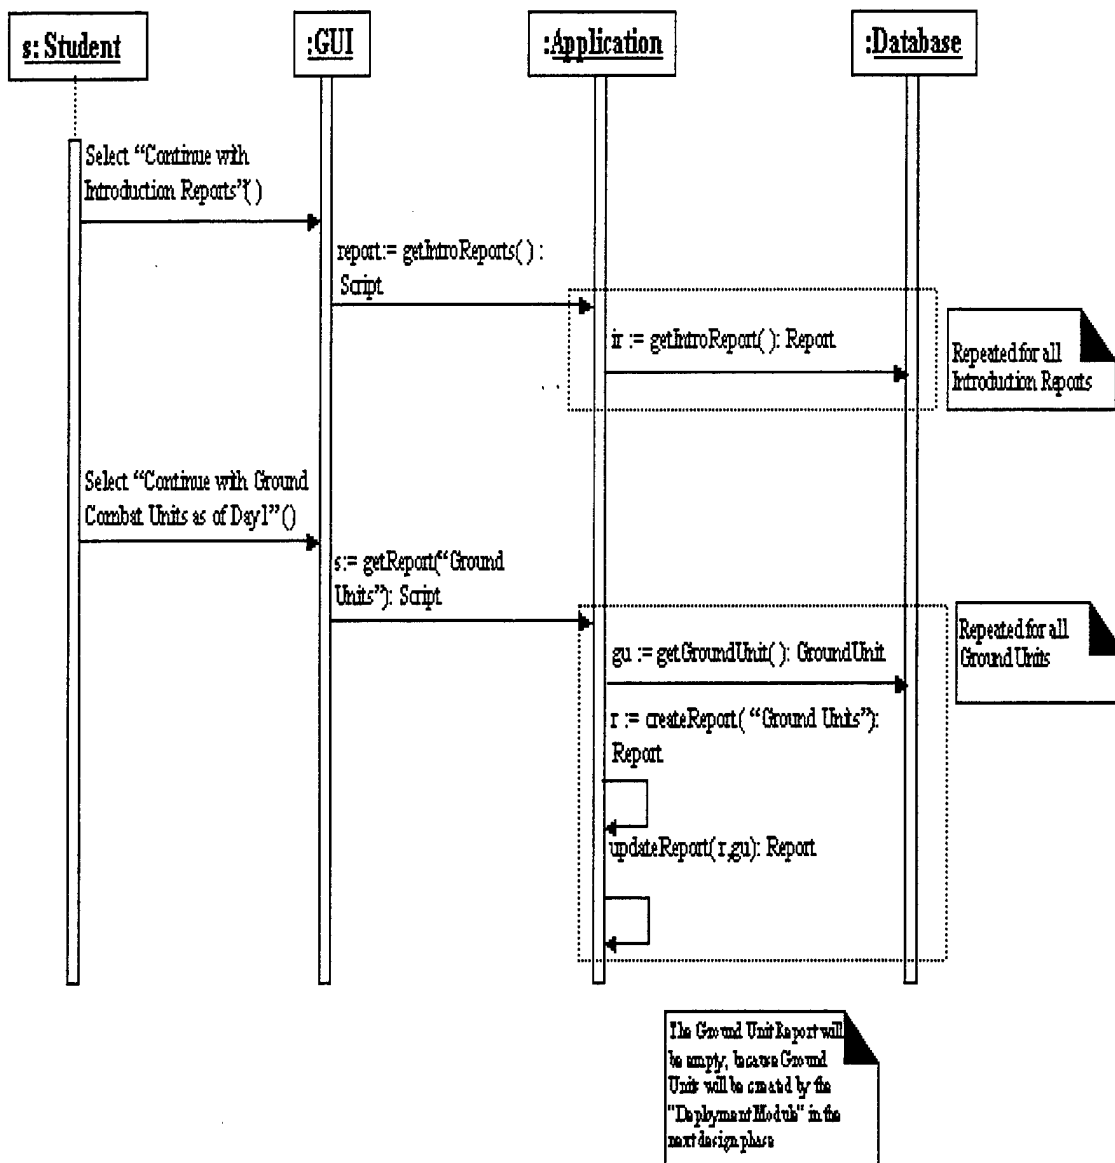 s: Student
:GUI
:Application
:Database
Select “Continue with
Introduction Reports”( )
report:= getIntroReports( ) :
Script
ir := getIntroReport( ): Report
Repeated for all
Introduction Reports
Select “Continue with Ground
Combat Units as of Day1” ()
s:= getReport(“Ground
Units”): Script
Repeated for all
Ground Units
gu := getGroundUnit( ): GroundUnit
r := createReport( “Ground Units”):
Report
updateReport( r,gu): Report
The Ground Unit Report will
be empty, because Ground
Unit will be created by the
"Deployment Module" in the
next design phase